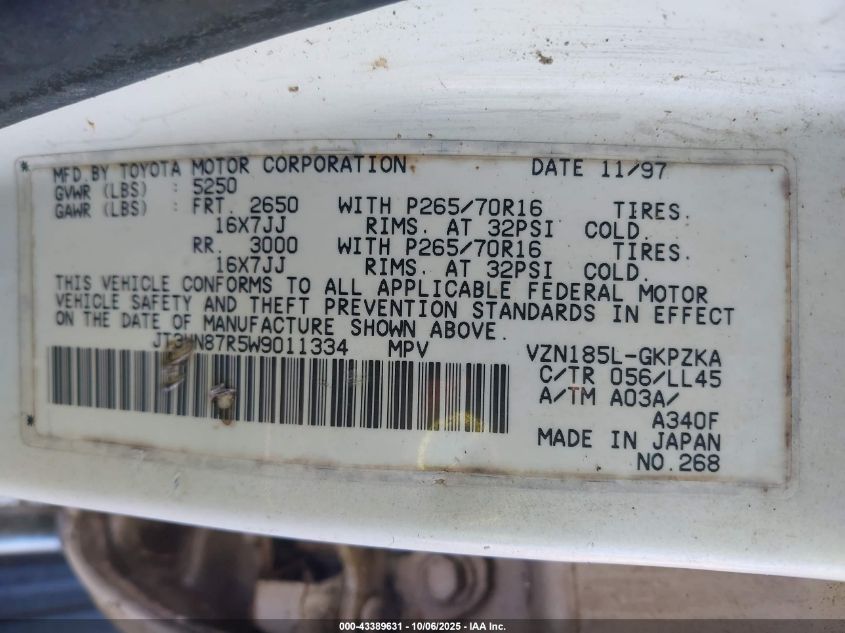 MFD.BY TOYOTA MOTOR CORPORATION. DATE 11/97
GVWR (LBS) : 5250
GAWR (LBS) : FRT. 2650 WITH P265/70R16 TIRES.
16X7JJ RIMS. AT 32PSI COLD.
RR. 3000 WITH P265/70R16 TIRES.
16X7JJ RIMS. AT 32PSI COLD.
THIS VEHICLE CONFORMS TO ALL APPLICABLE FEDERAL MOTOR
VEHICLE SAFETY AND THEFT PREVENTION STANDARDS IN EFFECT
ON THE DATE OF MANUFACTURE SHOWN ABOVE.
MPV VZN185L-GKPZKA
C/TR 056/LL45
A/TM A03A/
A340F
MADE IN JAPAN
NO.268
000-43389631 - 10/06/2025 - IAA Inc.